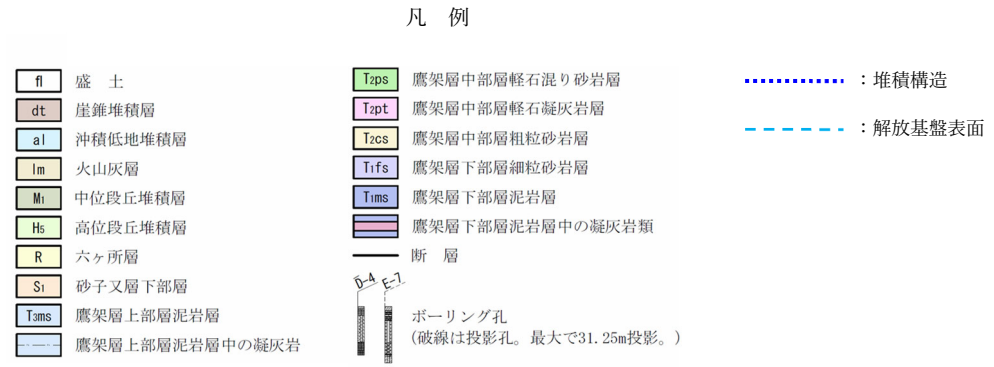 凡 例
fl 盛 土
dt 崖錐堆積層
al 沖積低地堆積層
lm 火山灰層
M1 中位段丘堆積層
H5 高位段丘堆積層
R 六ヶ所層
S1 砂子又層下部層
T3ms 鷹架層上部層泥岩層
鷹架層上部層泥岩層中の凝灰岩
T2ps 鷹架層中部層軽石混り砂岩層
T2pt 鷹架層中部層軽石凝灰岩層
T2cs 鷹架層中部層粗粒砂岩層
T1fs 鷹架層下部層細粒砂岩層
T1ms 鷹架層下部層泥岩層
鷹架層下部層泥岩層中の凝灰岩類
断 層
D-4 E-7
ボーリング孔
(破線は投影孔。最大で31.25m投影。)
：堆積構造
：解放基盤表面